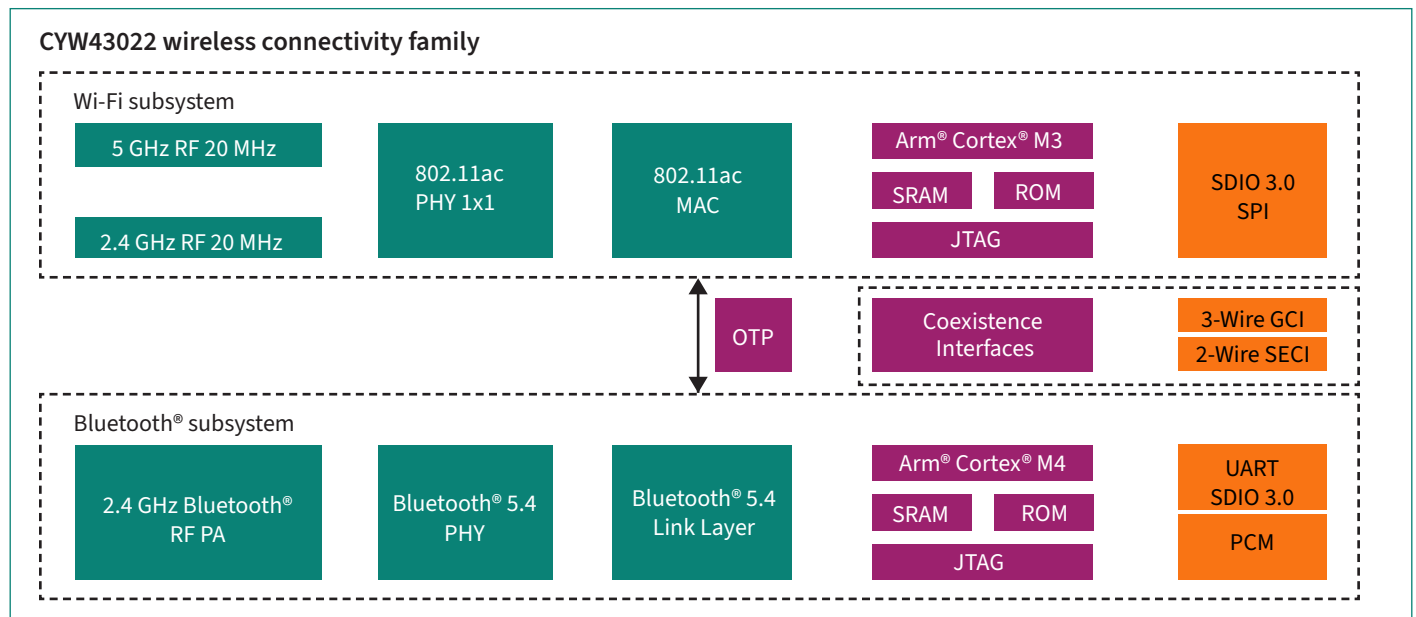 CYW43022 wireless connectivity family
Wi-Fi subsystem
5 GHz RF 20 MHz
2.4 GHz RF 20 MHz
802.11ac
PHY 1x1
802.11ac
MAC
Arm® Cortex® M3
SRAM
ROM
JTAG
SDIO 3.0
SPI
OTP
Coexistence
Interfaces
3-Wire GCI
2-Wire SECI
Bluetooth® subsystem
2.4 GHz Bluetooth®
RF PA
Bluetooth® 5.4
PHY
Bluetooth® 5.4
Link Layer
Arm® Cortex® M4
SRAM
ROM
JTAG
UART
SDIO 3.0
PCM